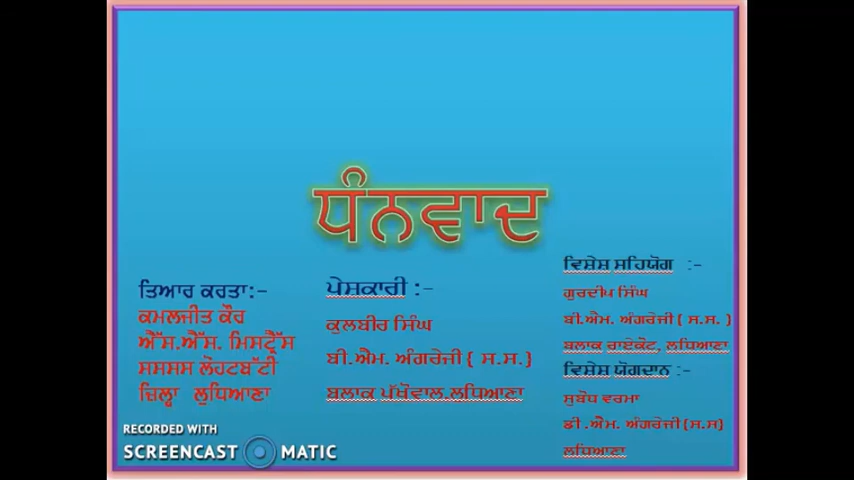 ਧੰਨਵਾਦ
ਤਿਆਰ ਕਰਤਾ:-
ਕਮਲਜੀਤ ਕੌਰ
ਐੱਸ.ਐੱਸ. ਮਿਸਟ੍ਰੈੱਸ
ਸਸਸਸ ਲੋਹਟਬੱਦੀ
ਜ਼ਿਲ੍ਹਾ ਲੁਧਿਆਣਾ
ਪੇਸਕਾਰੀ :-
ਕੁਲਬੀਰ ਸਿੰਘ
ਬੀ.ਐਮ. ਅੰਗਰੇਜੀ ( ਸ.ਸ.)
ਬਲਾਕ ਪੱਖੋਵਾਲ.ਲੁਧਿਆਣਾ
ਵਿਸ਼ੇਸ਼ ਸਹਿਯੋਗ :-
ਗੁਰਦੀਪ ਸਿੰਘ
ਬੀ.ਐਮ. ਅੰਗਰੇਜੀ ( ਸ.ਸ. )
ਬਲਾਕ ਰਾਏਕੋਟ, ਲੁਧਿਆਣਾ
ਵਿਸ਼ੇਸ਼ ਯੋਗਦਾਨ :-
ਸੁਬੋਧ ਵਰਮਾ
ਡੀ .ਐਮ. ਅੰਗਰੇਜੀ (ਸ.ਸ)
ਲੁਧਿਆਣਾ
RECORDED WITH
SCREENCAST MATIC